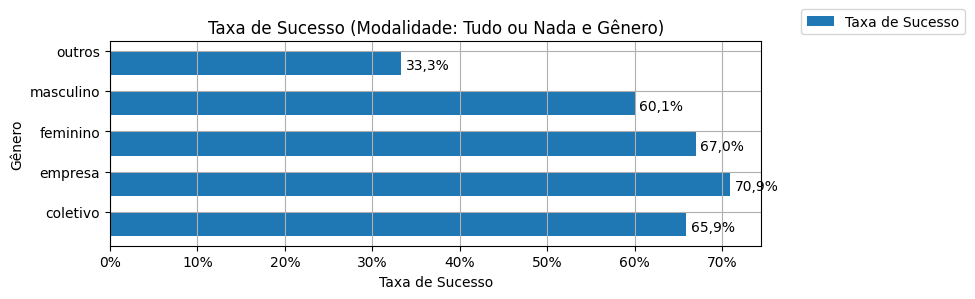 Taxa de Sucesso (Modalidade: Tudo ou Nada e Gênero)
Taxa de Sucesso
outros
33,3%
masculino
60,1%
feminino
67,0%
empresa
70,9%
coletivo
65,9%
Gênero
0% 10% 20% 30% 40% 50% 60% 70%
Taxa de Sucesso